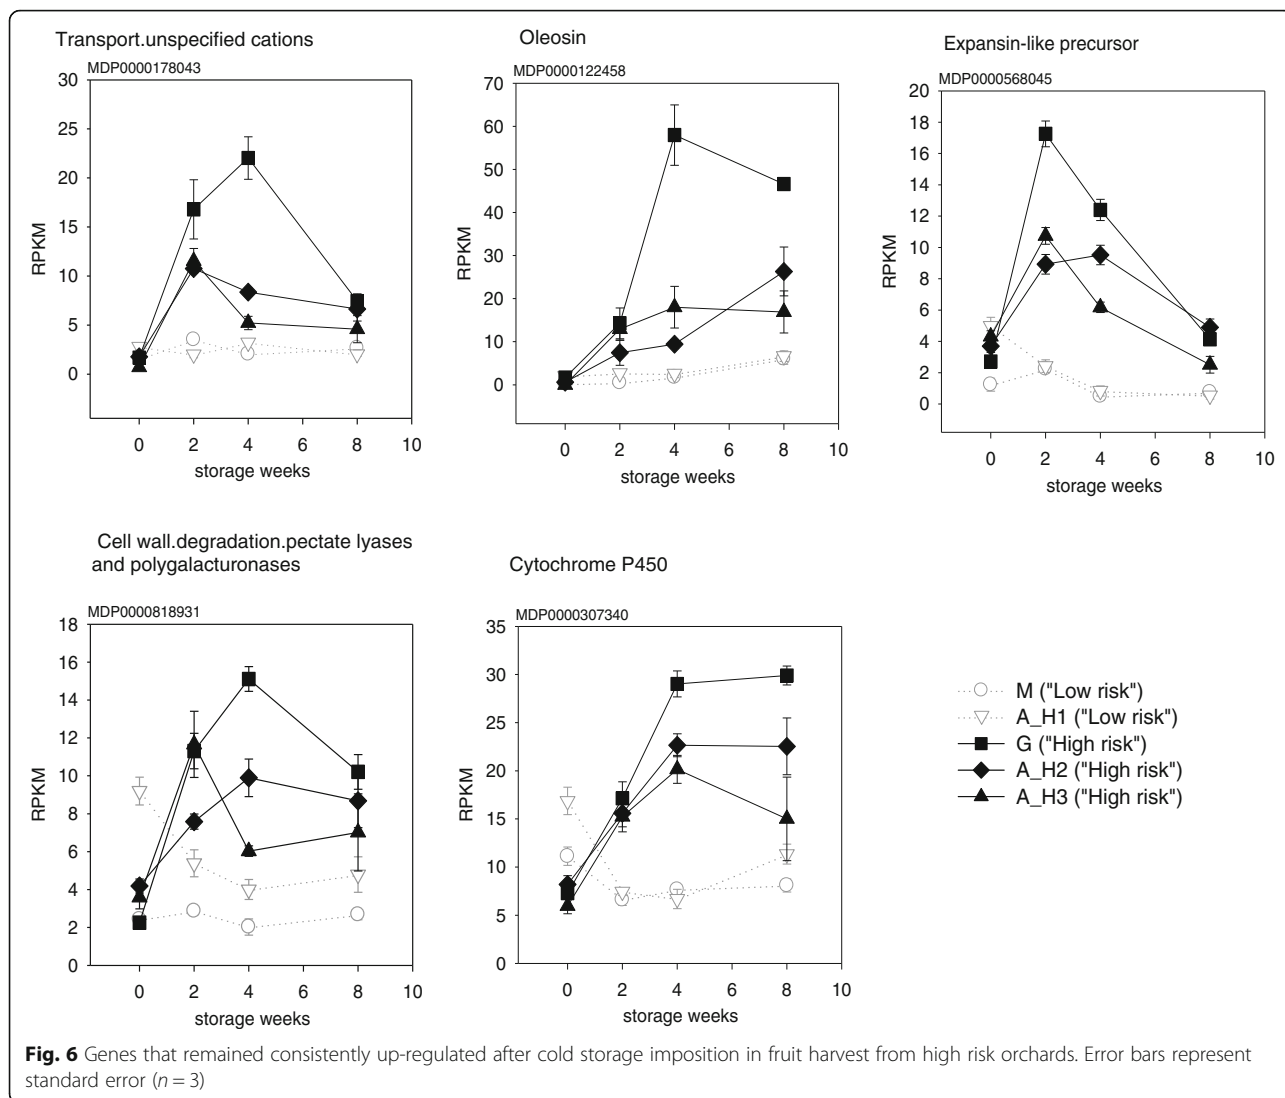 Transport.unspecified cations
MDP0000178043
30
25
20
15
10
5
0
RPKM
0 2 4 6 8 10
storage weeks
Oleosin
MDP0000122458
70
60
50
40
30
20
10
0
RPKM
0 2 4 6 8 10
storage weeks
Expansin-like precursor
MDP0000568045
20
18
16
14
12
10
8
6
4
2
0
RPKM
0 2 4 6 8 10
storage weeks
Cell wall.degradation.pectate lyases
and polygalacturonases
MDP0000818931
18
16
14
12
10
8
6
4
2
0
RPKM
0 2 4 6 8 10
storage weeks
Cytochrome P450
MDP0000307340
35
30
25
20
15
10
5
0
RPKM
0 2 4 6 8 10
storage weeks
M ("Low risk")
A_H1 ("Low risk")
G ("High risk")
A_H2 ("High risk")
A_H3 ("High risk")
Fig. 6 Genes that remained consistently up-regulated after cold storage imposition in fruit harvest from high risk orchards. Error bars represent
standard error (n = 3)